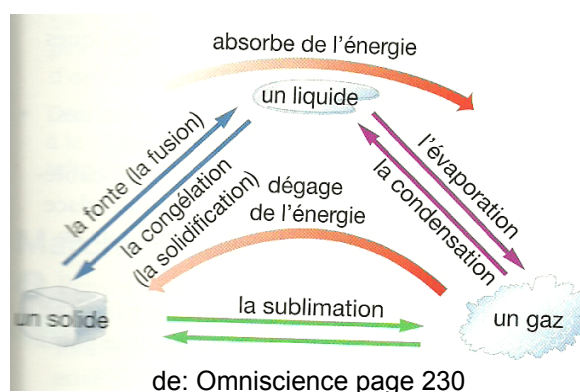 absorbe de l'énergie
un liquide
la fonte (la fusion)
la congélation
(la solidification)
dégage
de l'énergie
l'évaporation
la condensation
un solide
la sublimation
un gaz
de: Omniscience page 230